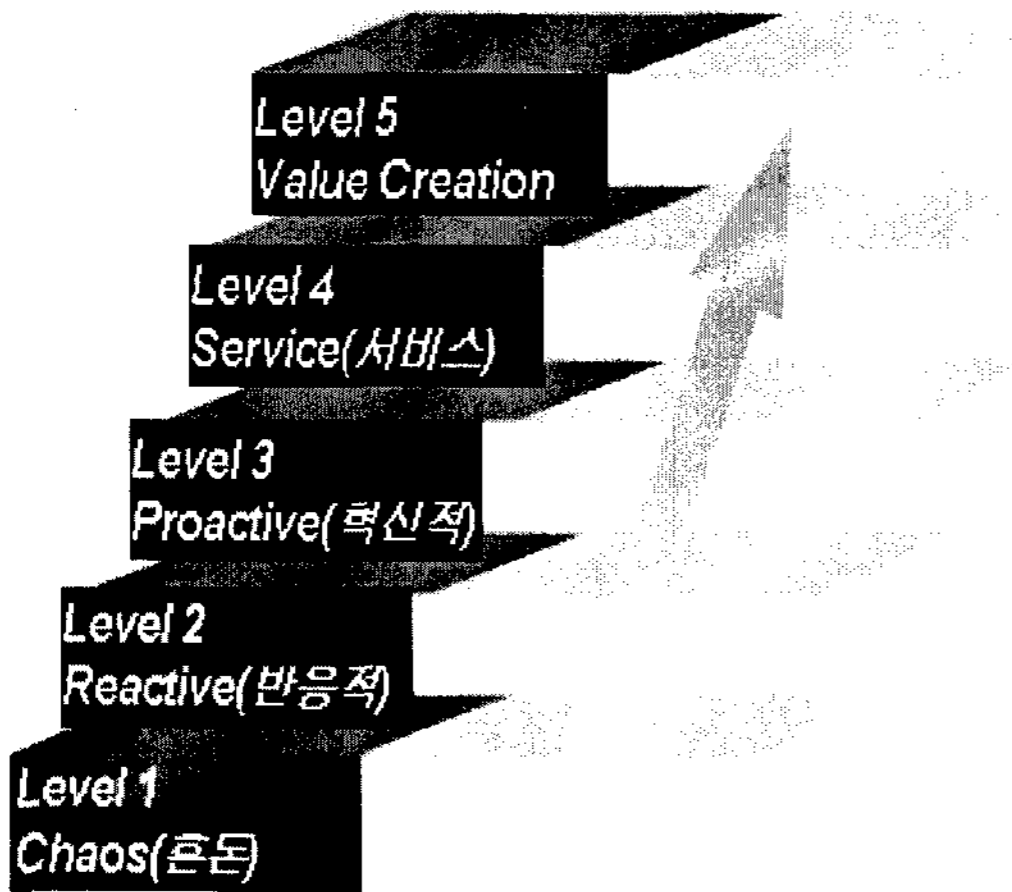 Level 5
Value Creation
Level 4
Service(서비스)
Level 3
Proactive(혁신적)
Level 2
Reactive(반응적)
Level 1
Chaos(혼돈)